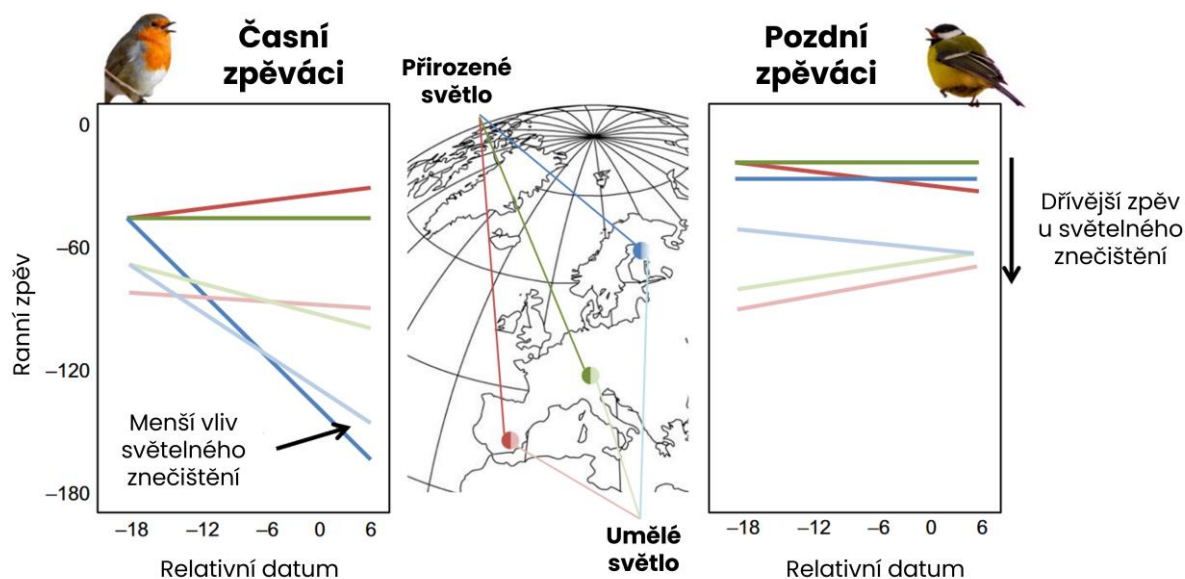 Časní
zpěváci
Přirozené
světlo
Pozdní
zpěváci
Ranní zpěv
0
–60
–120
–180
Menší vliv
světelného
znečištění
–18
–12
–6
0
6
Relativní datum
Umělé
světlo
Dřívější zpěv
u světelného
znečištění
–18
–12
–6
0
6
Relativní datum